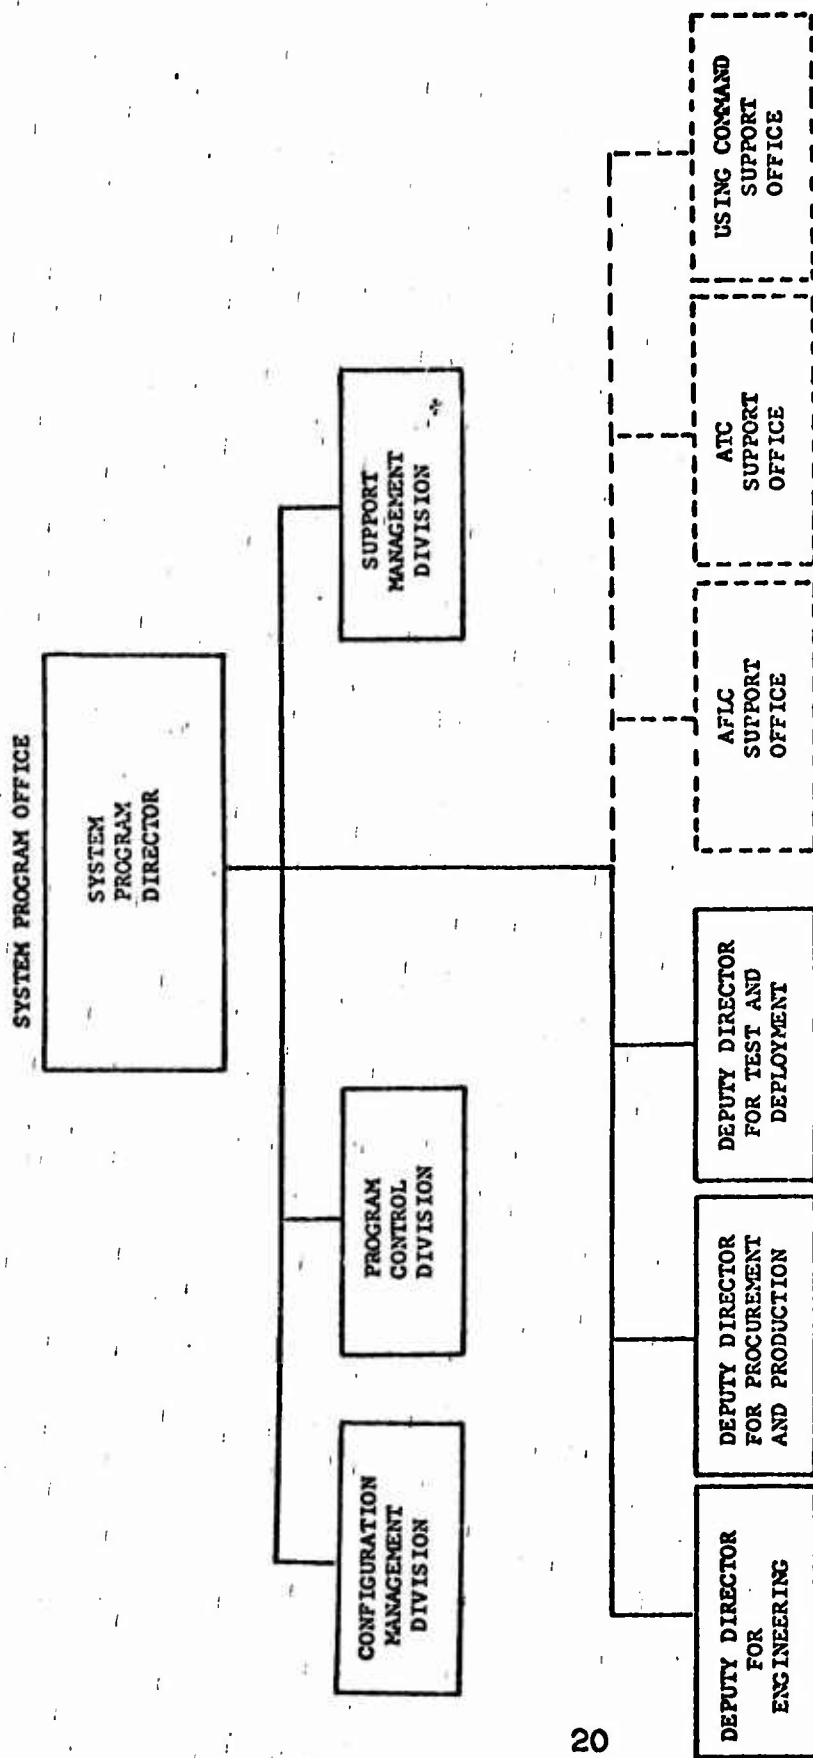 SYSTEM PROGRAM OFFICE
SYSTEM
PROGRAM
DIRECTOR
CONFIGURATION
MANAGEMENT
DIVISION
PROGRAM
CONTROL
DIVISION
SUPPORT
MANAGEMENT
DIVISION
DEPUTY DIRECTOR
FOR
ENGINEERING
DEPUTY DIRECTOR
FOR PROCUREMENT
AND PRODUCTION
DEPUTY DIRECTOR
FOR TEST AND
DEPLOYMENT
AFLC
SUPPORT
OFFICE
ATC
SUPPORT
OFFICE
USING COMMAND
SUPPORT
OFFICE
20